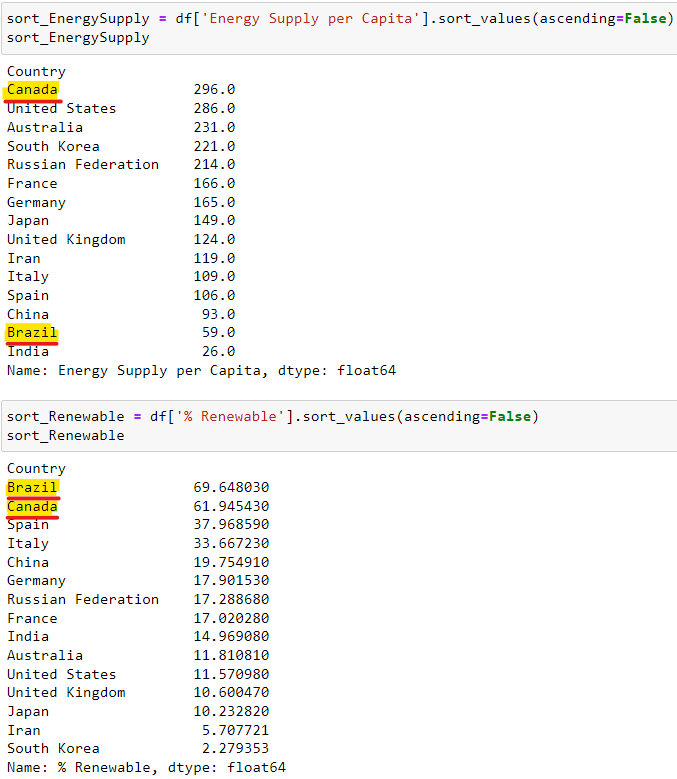 sort_EnergySupply = df['Energy Supply per Capita'].sort_values(ascending=False)
sort_EnergySupply
Country
Canada 296.0
United States 286.0
Australia 231.0
South Korea 221.0
Russian Federation 214.0
France 166.0
Germany 165.0
Japan 149.0
United Kingdom 124.0
Iran 119.0
Italy 109.0
Spain 106.0
China 93.0
Brazil 59.0
India 26.0
Name: Energy Supply per Capita, dtype: float64
sort_Renewable = df['% Renewable'].sort_values(ascending=False)
sort_Renewable
Country
Brazil 69.648030
Canada 61.945430
Spain 37.968590
Italy 33.667230
China 19.754910
Germany 17.901530
Russian Federation 17.288680
France 17.020280
India 14.969080
Australia 11.810810
United States 11.570980
United Kingdom 10.600470
Japan 10.232820
Iran 5.707721
South Korea 2.279353
Name: % Renewable, dtype: float64